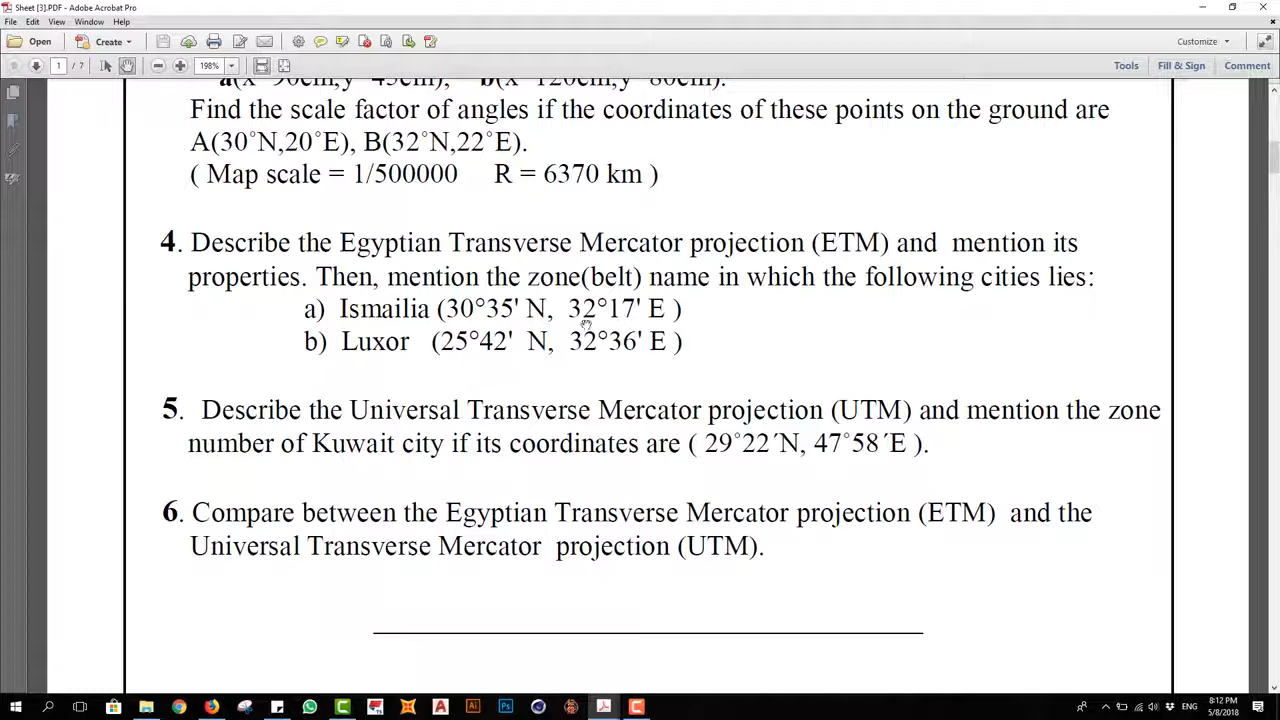 Sheet [3].PDF - Adobe Acrobat Pro
File Edit View Window Help
Open Create Customize
1 / 7 198% Tools Fill & Sign Comment
Find the scale factor of angles if the coordinates of these points on the ground are
A(30°N,20°E), B(32°N,22°E).
( Map scale = 1/500000 R = 6370 km )
4. Describe the Egyptian Transverse Mercator projection (ETM) and mention its
properties. Then, mention the zone(belt) name in which the following cities lies:
a) Ismailia (30°35' N, 32°17' E )
b) Luxor (25°42' N, 32°36' E )
5. Describe the Universal Transverse Mercator projection (UTM) and mention the zone
number of Kuwait city if its coordinates are ( 29°22´N, 47°58´E ).
6. Compare between the Egyptian Transverse Mercator projection (ETM) and the
Universal Transverse Mercator projection (UTM).
8:12 PM
5/8/2018